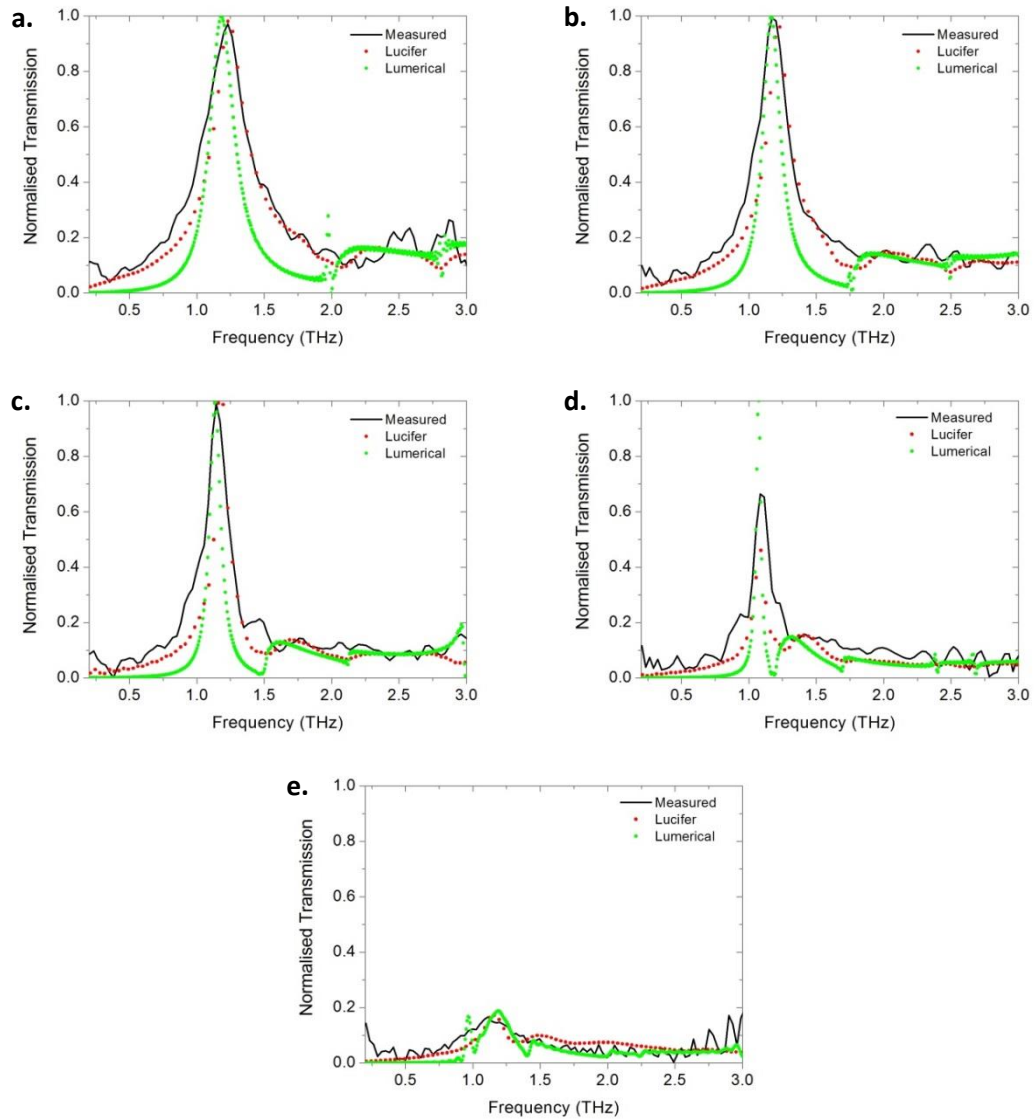 a.
1.0
0.8
0.6
0.4
0.2
0.0
Normalised Transmission
Measured
Lucifer
Lumerical
0.5 1.0 1.5 2.0 2.5 3.0
Frequency (THz)
b.
1.0
0.8
0.6
0.4
0.2
0.0
Normalised Transmission
Measured
Lucifer
Lumerical
0.5 1.0 1.5 2.0 2.5 3.0
Frequency (THz)
c.
1.0
0.8
0.6
0.4
0.2
0.0
Normalised Transmission
Measured
Lucifer
Lumerical
0.5 1.0 1.5 2.0 2.5 3.0
Frequency (THz)
d.
1.0
0.8
0.6
0.4
0.2
0.0
Normalised Transmission
Measured
Lucifer
Lumerical
0.5 1.0 1.5 2.0 2.5 3.0
Frequency (THz)
e.
1.0
0.8
0.6
0.4
0.2
0.0
Normalised Transmission
Measured
Lucifer
Lumerical
0.5 1.0 1.5 2.0 2.5 3.0
Frequency (THz)